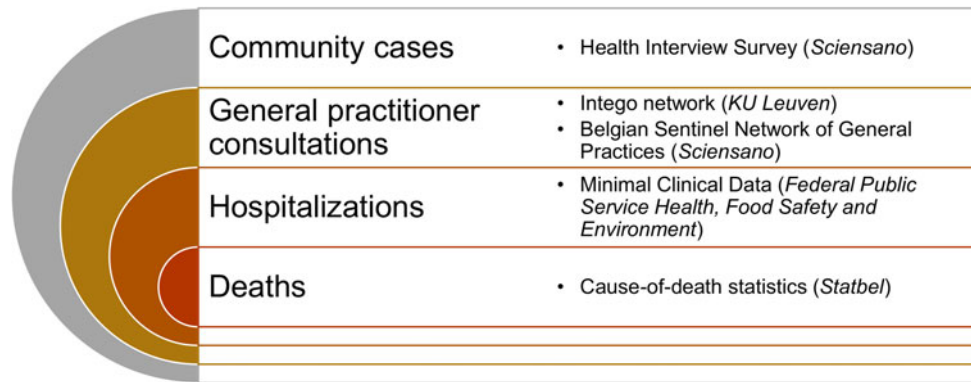 Community cases
• Health Interview Survey (Sciensano)
General practitioner
consultations
• Intego network (KU Leuven)
• Belgian Sentinel Network of General
Practices (Sciensano)
Hospitalizations
• Minimal Clinical Data (Federal Public
Service Health, Food Safety and
Environment)
Deaths
• Cause-of-death statistics (Statbel)